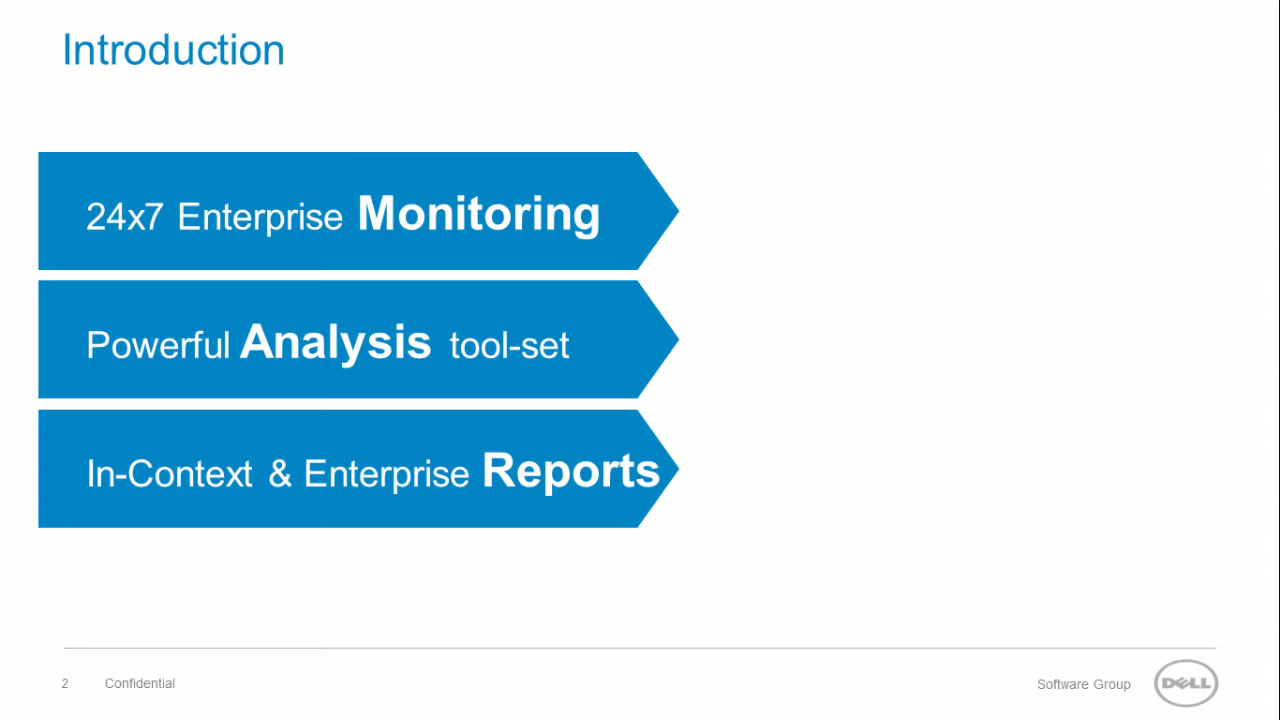 Introduction
24x7 Enterprise Monitoring
Powerful Analysis tool-set
In-Context & Enterprise Reports
2 Confidential
Software Group DELL